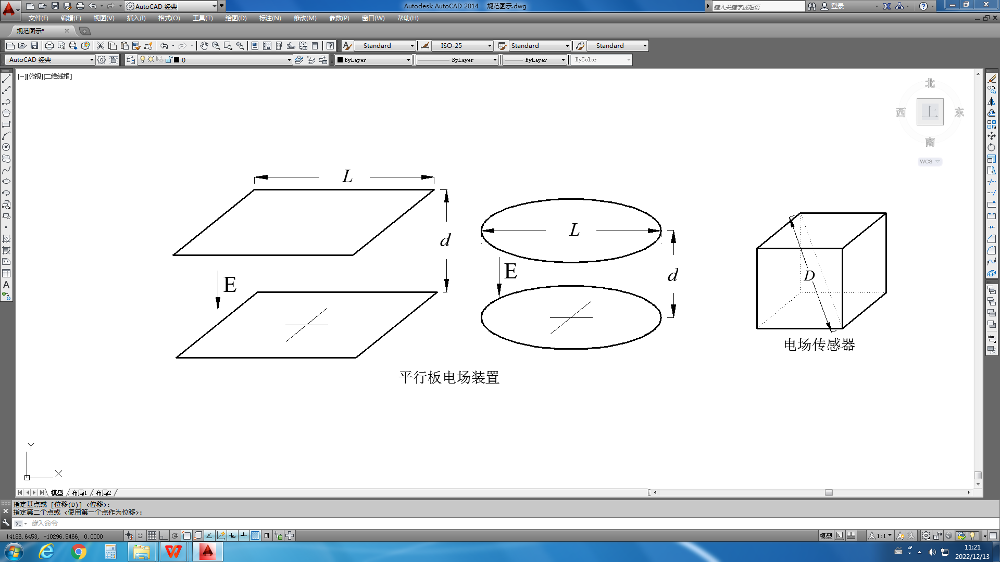 AutoCAD 经典
Autodesk AutoCAD 2014 规范图示.dwg
键入关键字或短语
登录
文件(F) 编辑(E) 视图(V) 插入(I) 格式(O) 工具(T) 绘图(D) 标注(N) 修改(M) 参数(P) 窗口(W) 帮助(H)
规范图示*
Standard ISO-25 Standard Standard
AutoCAD 经典 0 ByLayer ByLayer ByLayer ByColor
[−][俯视][二维线框]
北
西 上 东
南
WCS
L
d
E
L
E
d
D
电场传感器
平行板电场装置
Y
X
模型 布局1 布局2
指定基点或 [位移(D)] <位移>:
指定第二个点或 <使用第一个点作为位移>:
键入命令
14186.6453, -10296.5466, 0.0000
模型 1:1
11:21
2022/12/13